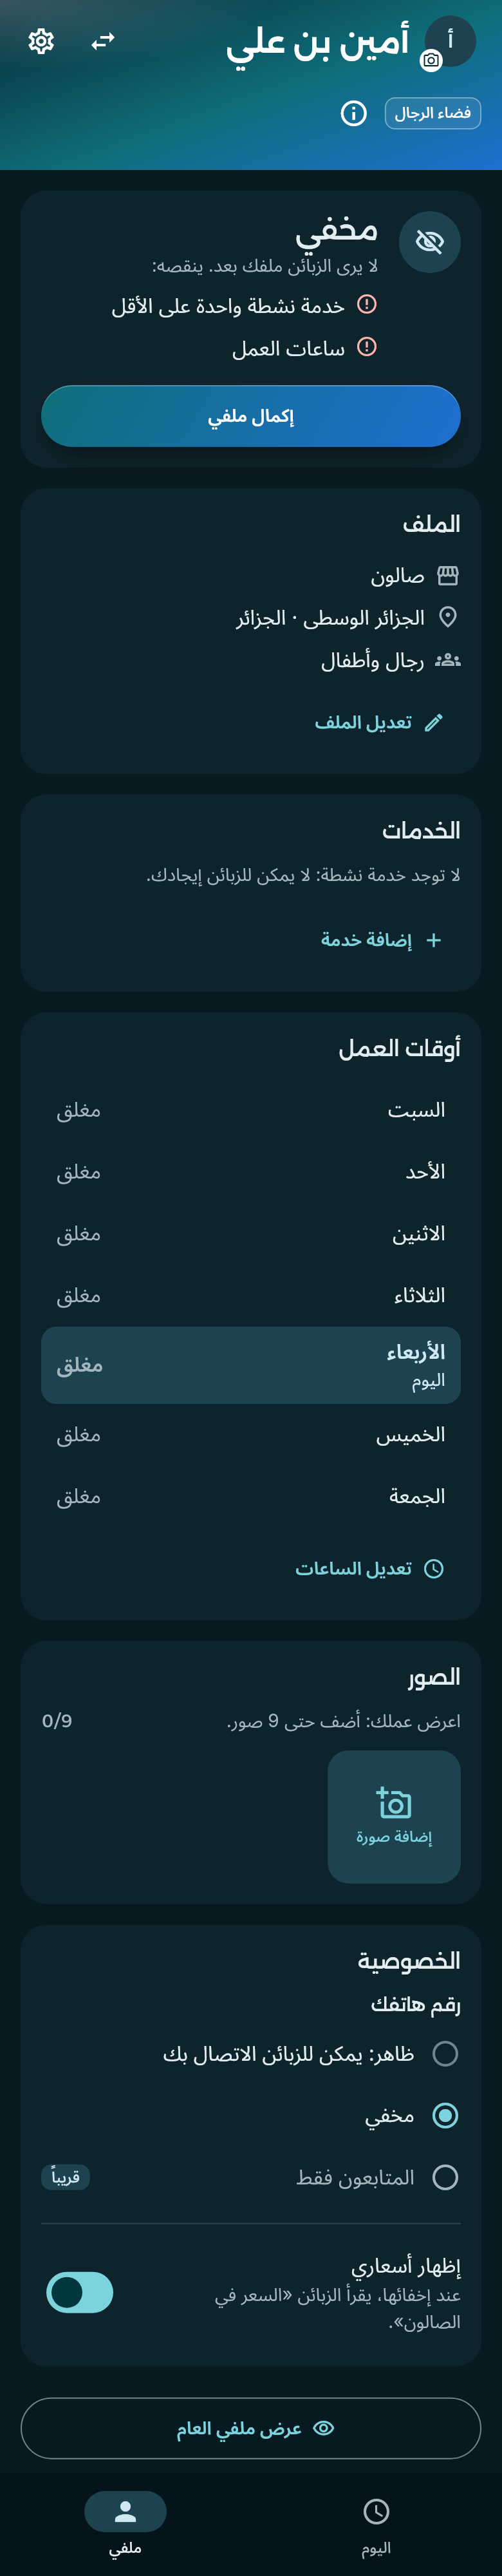 أ
أمين بن علي
فضاء الرجال
مخفي
لا يرى الزبائن ملفك بعد. ينقصه:
خدمة نشطة واحدة على الأقل
ساعات العمل
إكمال ملفي
الملف
صالون
الجزائر الوسطى · الجزائر
رجال وأطفال
تعديل الملف
الخدمات
لا توجد خدمة نشطة: لا يمكن للزبائن إيجادك.
إضافة خدمة
أوقات العمل
السبت مغلق
الأحد مغلق
الاثنين مغلق
الثلاثاء مغلق
الأربعاء مغلق
اليوم
الخميس مغلق
الجمعة مغلق
تعديل الساعات
الصور
اعرض عملك: أضف حتى 9 صور. 0/9
إضافة صورة
الخصوصية
رقم هاتفك
ظاهر: يمكن للزبائن الاتصال بك
مخفي
المتابعون فقط قريباً
إظهار أسعاري
عند إخفائها، يقرأ الزبائن «السعر في
الصالون».
عرض ملفي العام
اليوم ملفي